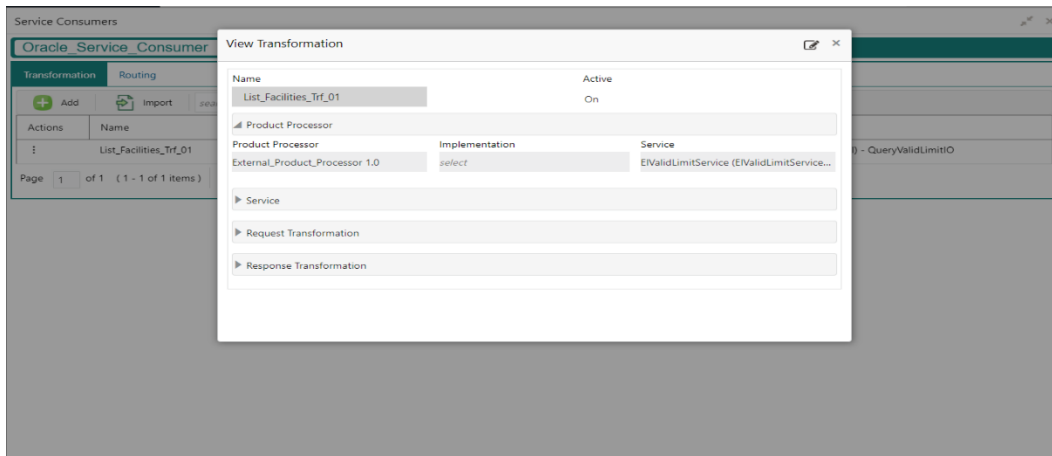 Service Consumers
Oracle_Service_Consumer
Transformation Routing
Add Import
Actions Name
List_Facilities_Trf_01
Page 1 of 1 ( 1 - 1 of 1 items )
- QueryValidLimitIO
View Transformation
Name Active
List_Facilities_Trf_01 On
Product Processor
Product Processor Implementation Service
External_Product_Processor 1.0 select EIValidLimitService (EIValidLimitService...
Service
Request Transformation
Response Transformation